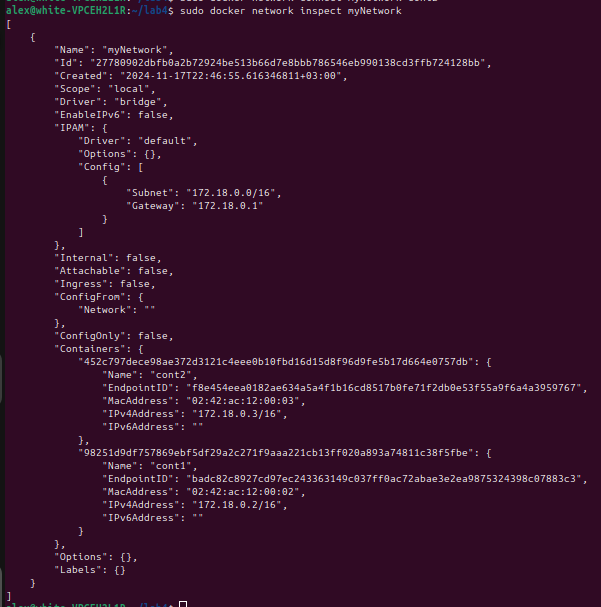 alex@white-VPCEH2L1R:~/lab4$ sudo docker network inspect myNetwork
[
    {
        "Name": "myNetwork",
        "Id": "27780902dbfb0a2b72924be513b66d7e8bbb786546eb990138cd3ffb724128bb",
        "Created": "2024-11-17T22:46:55.616346811+03:00",
        "Scope": "local",
        "Driver": "bridge",
        "EnableIPv6": false,
        "IPAM": {
            "Driver": "default",
            "Options": {},
            "Config": [
                {
                    "Subnet": "172.18.0.0/16",
                    "Gateway": "172.18.0.1"
                }
            ]
        },
        "Internal": false,
        "Attachable": false,
        "Ingress": false,
        "ConfigFrom": {
            "Network": ""
        },
        "ConfigOnly": false,
        "Containers": {
            "452c797dece98ae372d3121c4eee0b10fbd16d15d8f96d9fe5b17d664e0757db": {
                "Name": "cont2",
                "EndpointID": "f8e454eea0182ae634a5a4f1b16cd8517b0fe71f2db0e53f55a9f6a4a3959767",
                "MacAddress": "02:42:ac:12:00:03",
                "IPv4Address": "172.18.0.3/16",
                "IPv6Address": ""
            },
            "98251d9df757869ebf5df29a2c271f9aaa221cb13ff020a893a74811c38f5fbe": {
                "Name": "cont1",
                "EndpointID": "badc82c8927cd97ec243363149c037ff0ac72abae3e2ea9875324398c07883c3",
                "MacAddress": "02:42:ac:12:00:02",
                "IPv4Address": "172.18.0.2/16",
                "IPv6Address": ""
            }
        },
        "Options": {},
        "Labels": {}
    }
]
alex@white-VPCEH2L1R:~/lab4$